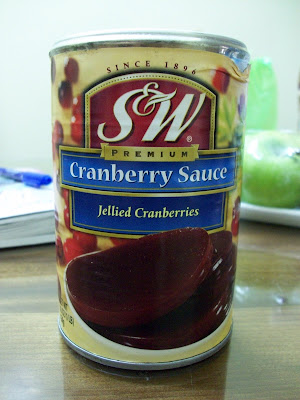 SINCE 1896
S&W®
PREMIUM
Cranberry Sauce
Jellied Cranberries